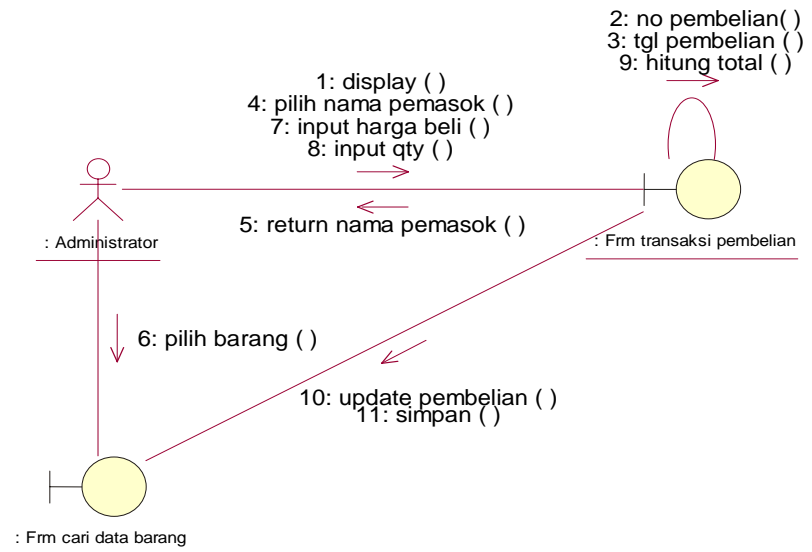 2: no pembelian( )
3: tgl pembelian ( )
9: hitung total ( )
1: display ( )
4: pilih nama pemasok ( )
7: input harga beli ( )
8: input qty ( )
5: return nama pemasok ( )
: Administrator
: Frm transaksi pembelian
6: pilih barang ( )
10: update pembelian ( )
11: simpan ( )
: Frm cari data barang